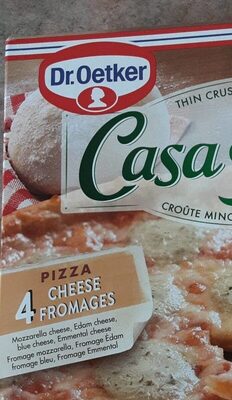 Dr.Oetker
THIN CRUS
Casa
CROÛTE MINC
PIZZA
4 CHEESE
FROMAGES
Mozzarella cheese, Edam cheese,
blue cheese, Emmental cheese
Fromage mozzarella, Fromage Edam
fromage bleu, Fromage Emmental